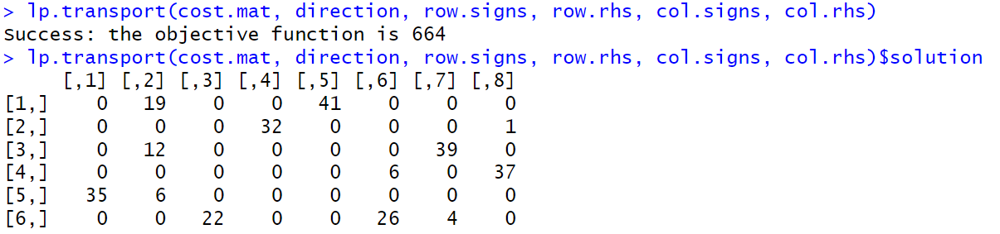 > lp.transport(cost.mat, direction, row.signs, row.rhs, col.signs, col.rhs)
Success: the objective function is 664
> lp.transport(cost.mat, direction, row.signs, row.rhs, col.signs, col.rhs)$solution
     [,1] [,2] [,3] [,4] [,5] [,6] [,7] [,8]
[1,]    0   19    0    0   41    0    0    0
[2,]    0    0    0   32    0    0    0    1
[3,]    0   12    0    0    0    0   39    0
[4,]    0    0    0    0    0    6    0   37
[5,]   35    6    0    0    0    0    0    0
[6,]    0    0   22    0    0   26    4    0